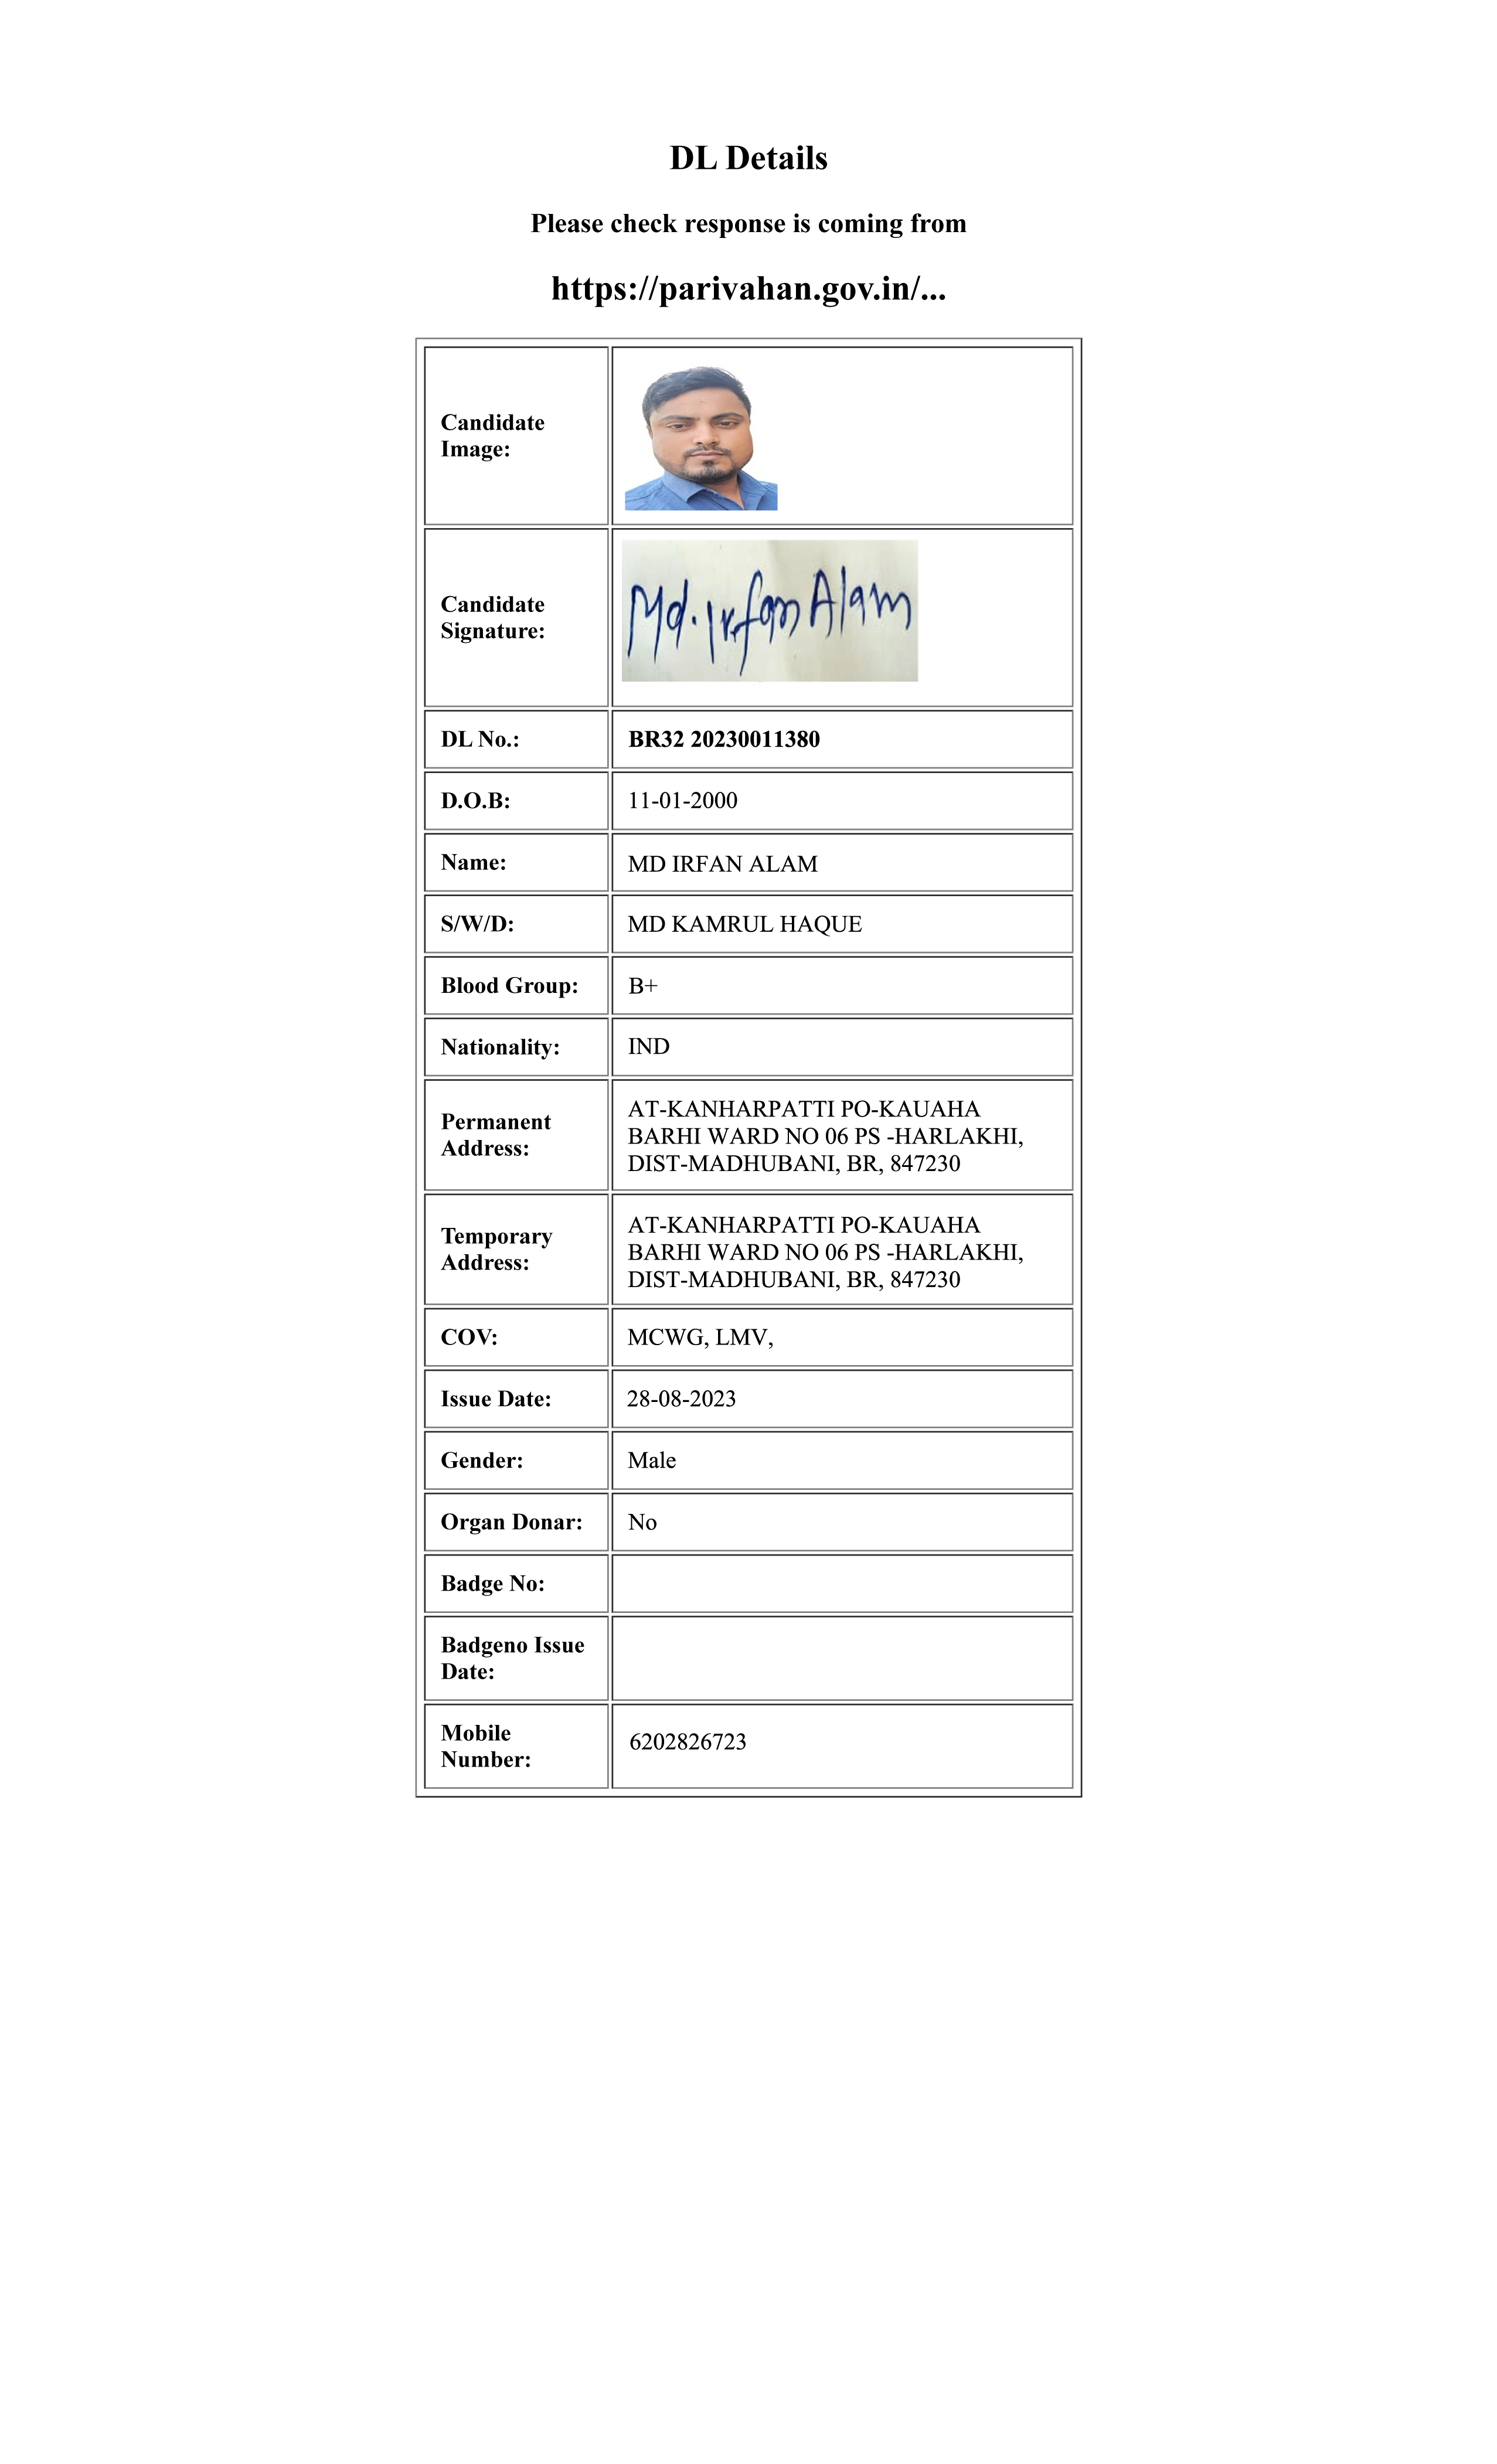 DL Details
Please check response is coming from
https://parivahan.gov.in/...
Candidate
Image:
Candidate
Signature:
Md. Irfan Alam
DL No.:
BR32 20230011380
D.O.B:
11-01-2000
Name:
MD IRFAN ALAM
S/W/D:
MD KAMRUL HAQUE
Blood Group:
B+
Nationality:
IND
Permanent
Address:
AT-KANHARPATTI PO-KAUAHA
BARHI WARD NO 06 PS -HARLAKHI,
DIST-MADHUBANI, BR, 847230
Temporary
Address:
AT-KANHARPATTI PO-KAUAHA
BARHI WARD NO 06 PS -HARLAKHI,
DIST-MADHUBANI, BR, 847230
COV:
MCWG, LMV,
Issue Date:
28-08-2023
Gender:
Male
Organ Donar:
No
Badge No:
Badgeno Issue
Date:
Mobile
Number:
6202826723